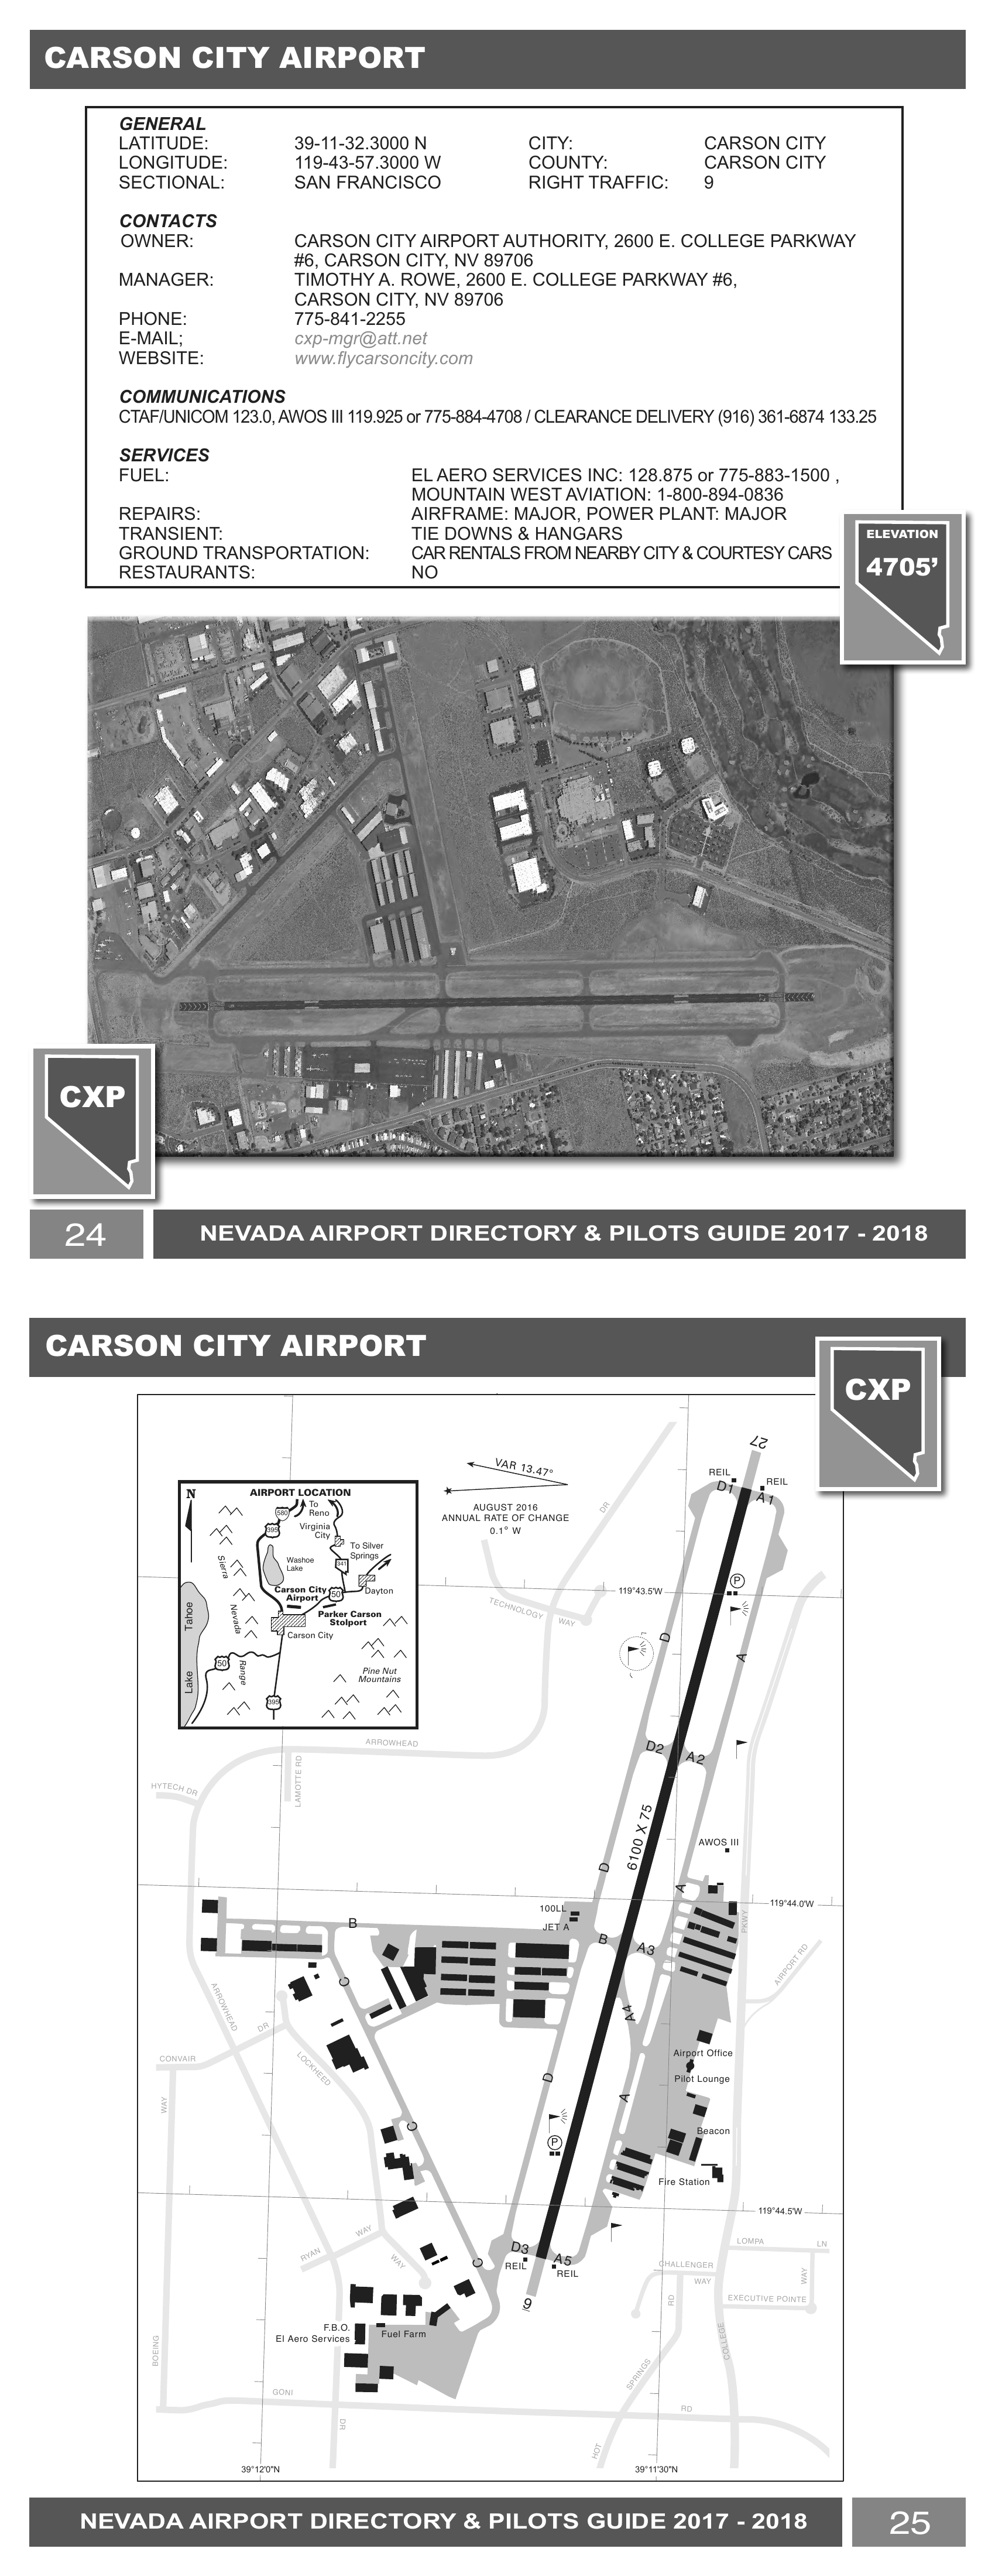 CARSON CITY AIRPORT
GENERAL
LATITUDE: 39-11-32.3000 N CITY: CARSON CITY
LONGITUDE: 119-43-57.3000 W COUNTY: CARSON CITY
SECTIONAL: SAN FRANCISCO RIGHT TRAFFIC: 9
CONTACTS
OWNER: CARSON CITY AIRPORT AUTHORITY, 2600 E. COLLEGE PARKWAY
#6, CARSON CITY, NV 89706
MANAGER: TIMOTHY A. ROWE, 2600 E. COLLEGE PARKWAY #6,
CARSON CITY, NV 89706
PHONE: 775-841-2255
E-MAIL; cxp-mgr@att.net
WEBSITE: www.flycarsoncity.com
COMMUNICATIONS
CTAF/UNICOM 123.0, AWOS III 119.925 or 775-884-4708 / CLEARANCE DELIVERY (916) 361-6874 133.25
SERVICES
FUEL: EL AERO SERVICES INC: 128.875 or 775-883-1500 ,
MOUNTAIN WEST AVIATION: 1-800-894-0836
REPAIRS: AIRFRAME: MAJOR, POWER PLANT: MAJOR
TRANSIENT: TIE DOWNS & HANGARS
GROUND TRANSPORTATION: CAR RENTALS FROM NEARBY CITY & COURTESY CARS
RESTAURANTS: NO
ELEVATION
4705’
CXP
24
NEVADA AIRPORT DIRECTORY & PILOTS GUIDE 2017 - 2018
CARSON CITY AIRPORT
CXP
27
VAR 13.47°
AUGUST 2016
ANNUAL RATE OF CHANGE
0.1° W
REIL
REIL
D1
A1
N
AIRPORT LOCATION
580
To
Reno
395
Virginia
City
To Silver
Springs
341
Washoe
Lake
Sierra
Nevada
Range
Carson City
Airport
50
Dayton
Parker Carson
Stolport
Carson City
Lake
Tahoe
50
Pine Nut
Mountains
395
DR
TECHNOLOGY WAY
119°43.5'W
P
L
D
A
ARROWHEAD
LAMOTTE RD
HYTECH DR
D2
A2
6100 X 75
AWOS III
D
A
119°44.0'W
100LL
JET A
B
B
A3
PKWY
AIRPORT RD
C
A4
ARROWHEAD
DR
CONVAIR
WAY
LOCKHEED
Airport Office
Pilot Lounge
D
A
Beacon
P
Fire Station
C
119°44.5'W
RYAN
WAY
WAY
C
D3
A5
REIL
REIL
9
LOMPA LN
CHALLENGER
WAY
RD
WAY
EXECUTIVE POINTE
F.B.O.
El Aero Services
Fuel Farm
BOEING
COLLEGE
SPRINGS
GONI
RD
DR
HOT
39°12'0"N
39°11'30"N
NEVADA AIRPORT DIRECTORY & PILOTS GUIDE 2017 - 2018
25